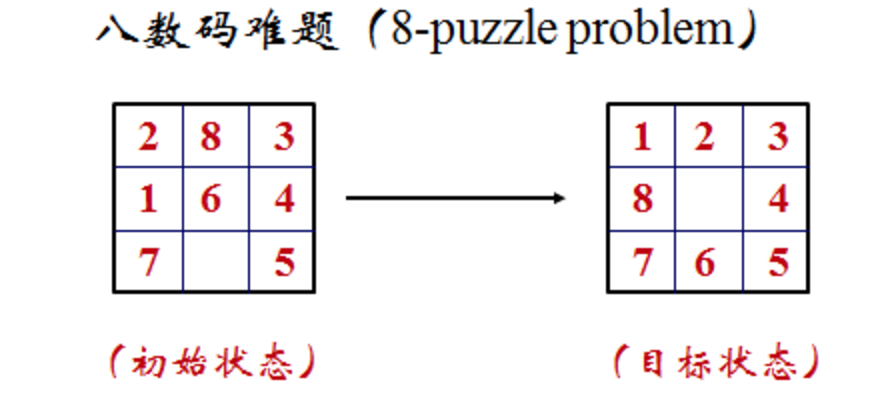 八数码难题（8-puzzle problem）
2 8 3 1 2 3
1 6 4 8 4
7 5 7 6 5
（初始状态） （目标状态）